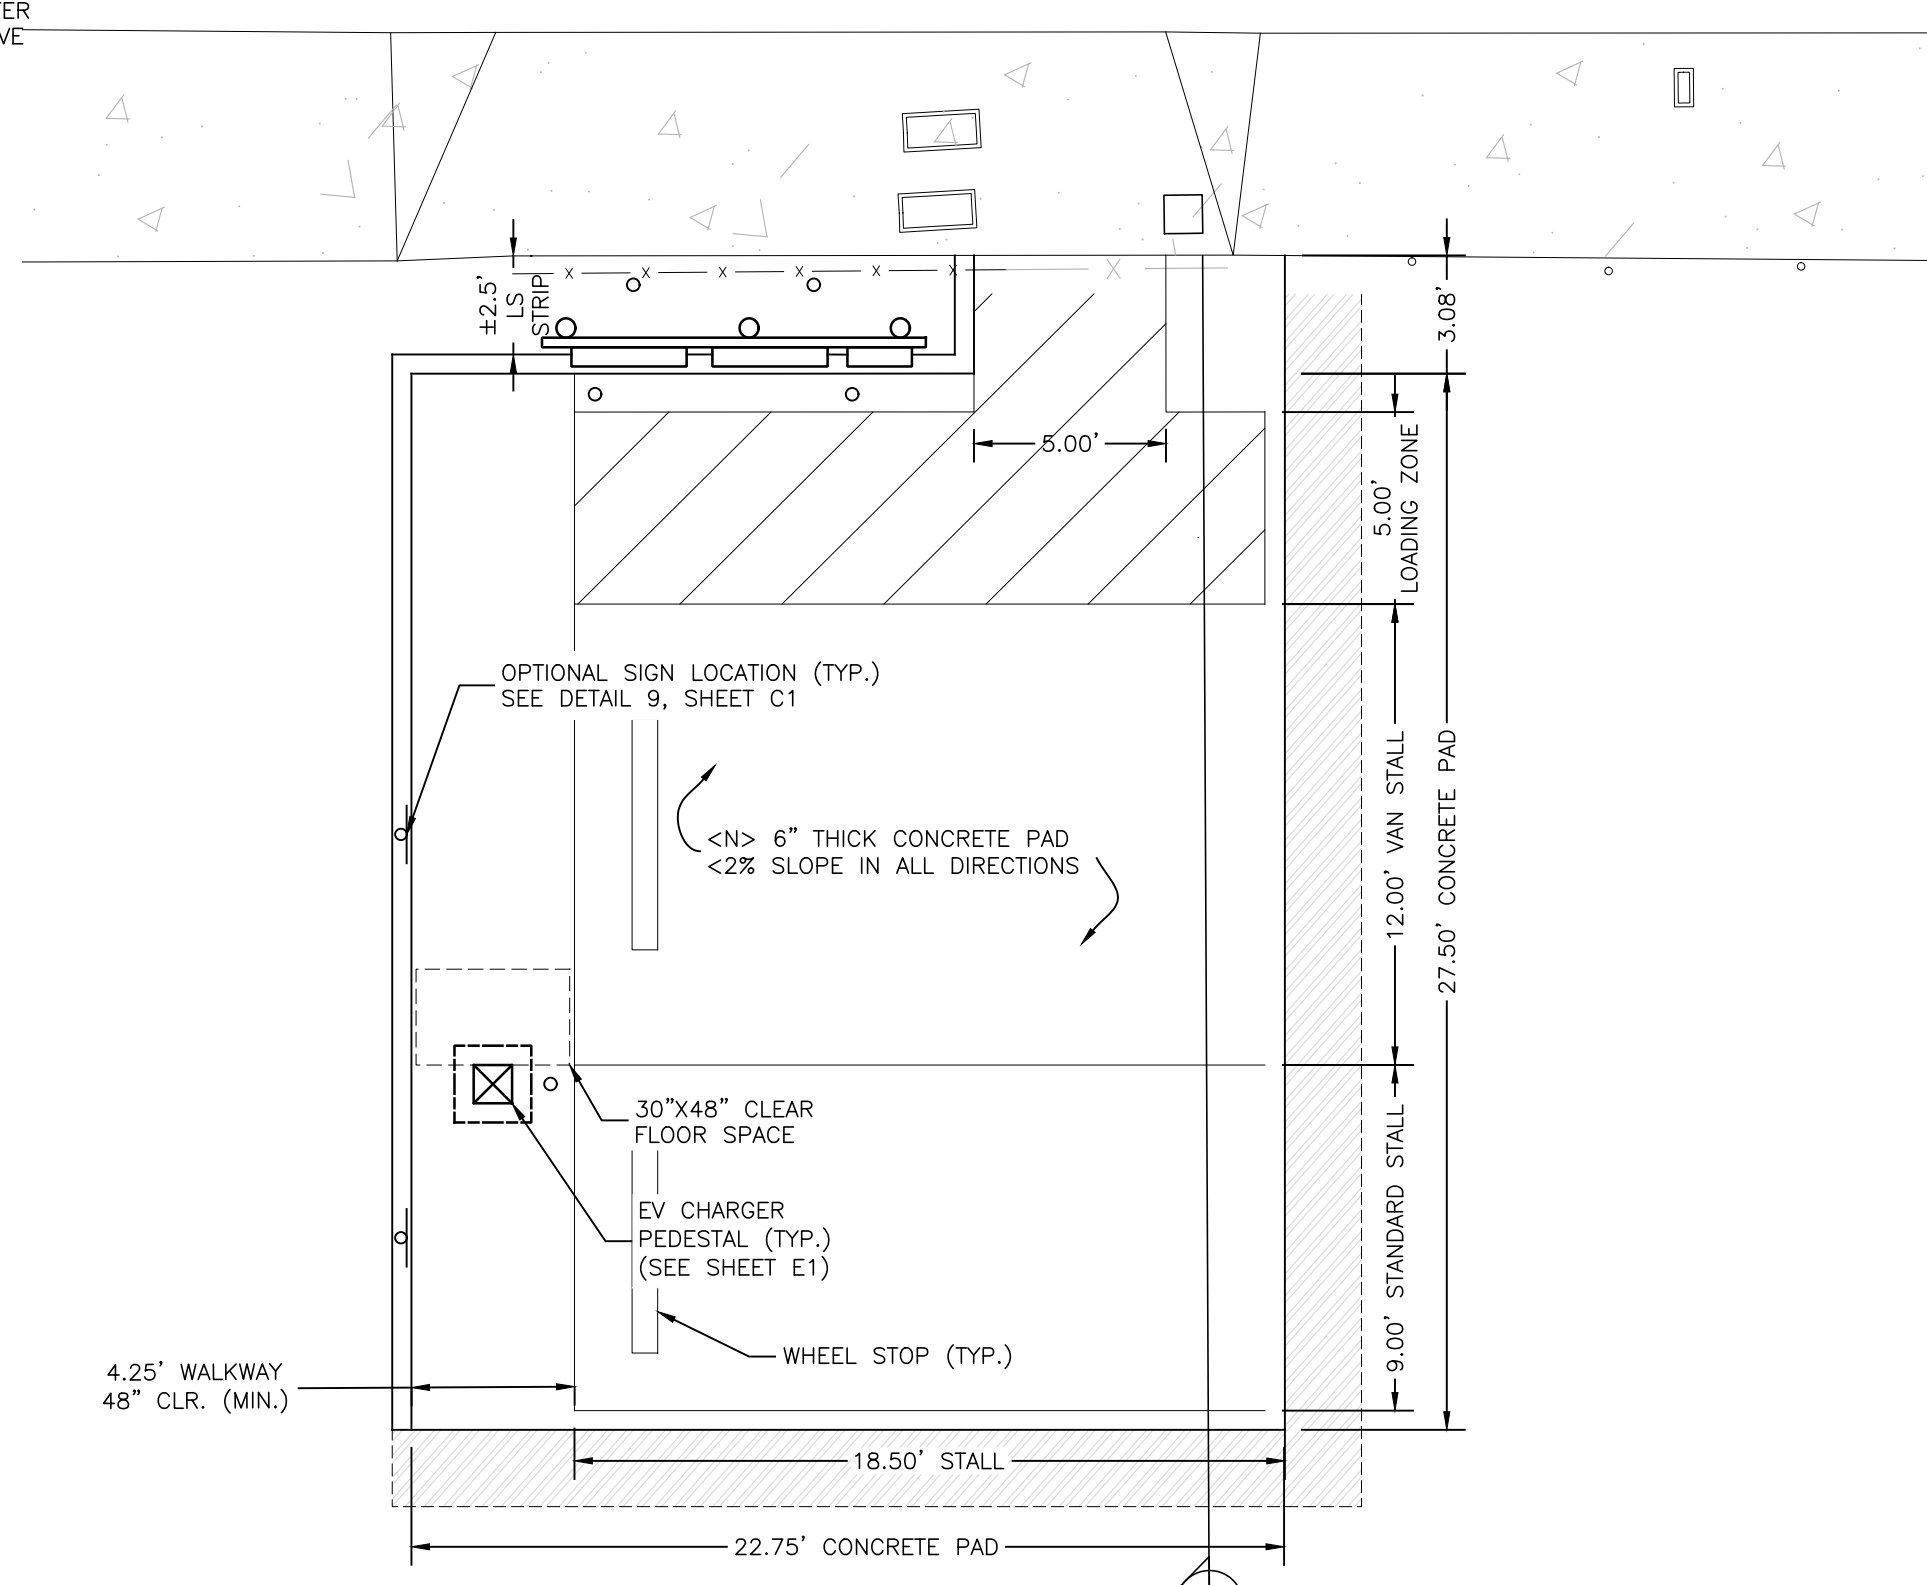 ER
VE
±2.5'
LS
STRIP
3.08'
5.00'
5.00'
LOADING ZONE
OPTIONAL SIGN LOCATION (TYP.)
SEE DETAIL 9, SHEET C1
<N> 6" THICK CONCRETE PAD
<2% SLOPE IN ALL DIRECTIONS
12.00' VAN STALL
27.50' CONCRETE PAD
30"X48" CLEAR
FLOOR SPACE
EV CHARGER
PEDESTAL (TYP.)
(SEE SHEET E1)
9.00' STANDARD STALL
WHEEL STOP (TYP.)
4.25' WALKWAY
48" CLR. (MIN.)
18.50' STALL
22.75' CONCRETE PAD